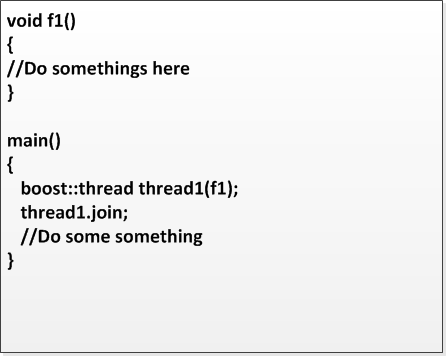 void f1()
{
//Do somethings here
}
main()
{
boost::thread thread1(f1);
thread1.join;
//Do some something
}